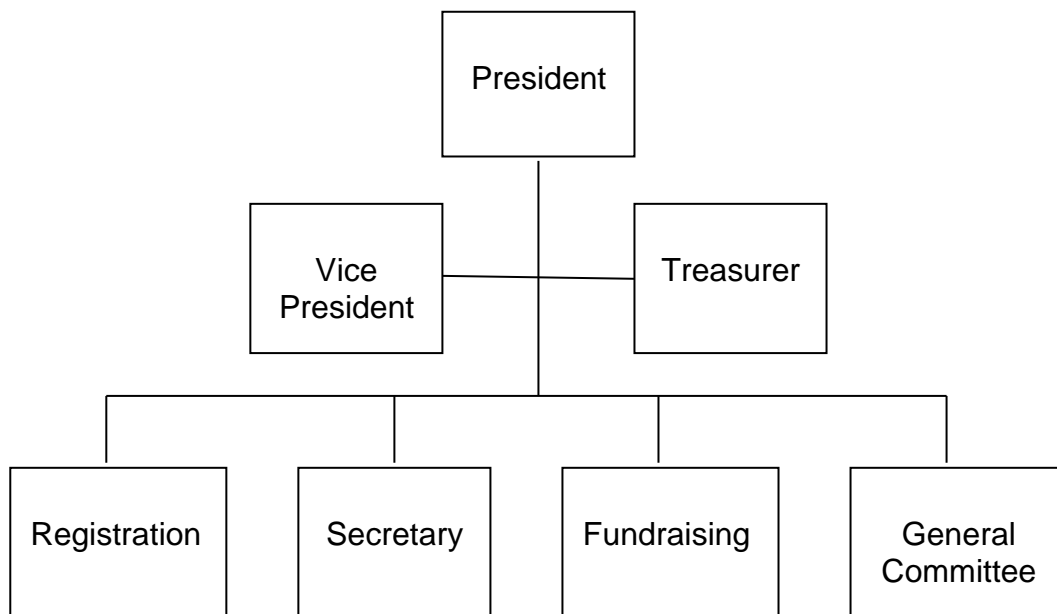 President
Vice
President
Treasurer
Registration
Secretary
Fundraising
General
Committee